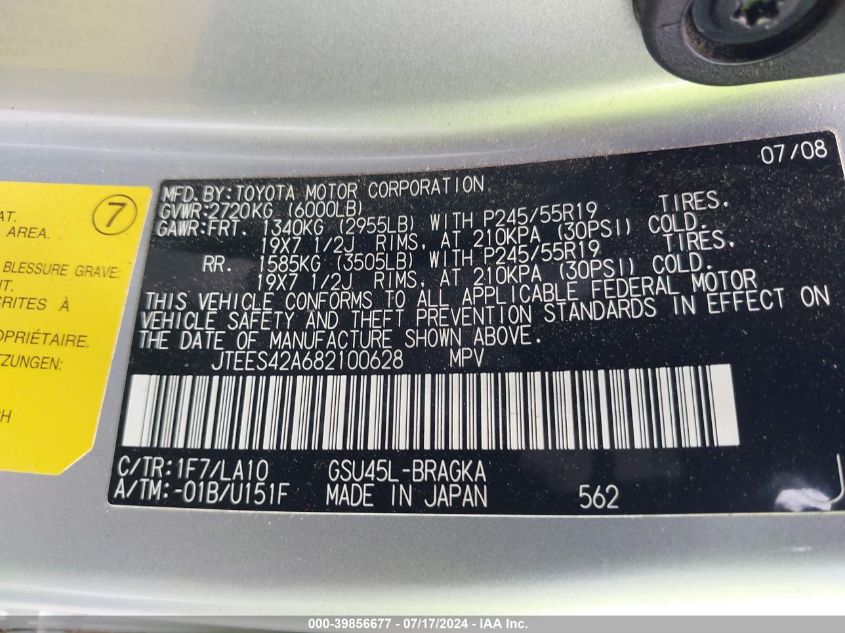 07/08
MFD. BY: TOYOTA MOTOR CORPORATION
GVWR: 2720KG (6000LB)
GAWR: FRT. 1340KG (2955LB) WITH P245/55R19 TIRES.
19X7 1/2J RIMS, AT 210KPA (30PSI) COLD.
RR. 1585KG (3505LB) WITH P245/55R19 TIRES.
19X7 1/2J RIMS, AT 210KPA (30PSI) COLD.
THIS VEHICLE CONFORMS TO ALL APPLICABLE FEDERAL MOTOR
VEHICLE SAFETY AND THEFT PREVENTION STANDARDS IN EFFECT ON
THE DATE OF MANUFACTURE SHOWN ABOVE.
JTEES42A682100628 MPV
C/TR: 1F7/LA10 GSU45L-BRAGKA
A/TM: -01B/U151F MADE IN JAPAN 562
7
AT.
AREA.
BLESSURE GRAVE
NT.
CRITES À
OPRIÉTAIRE.
PH
000-39856677 - 07/17/2024 - IAA Inc.